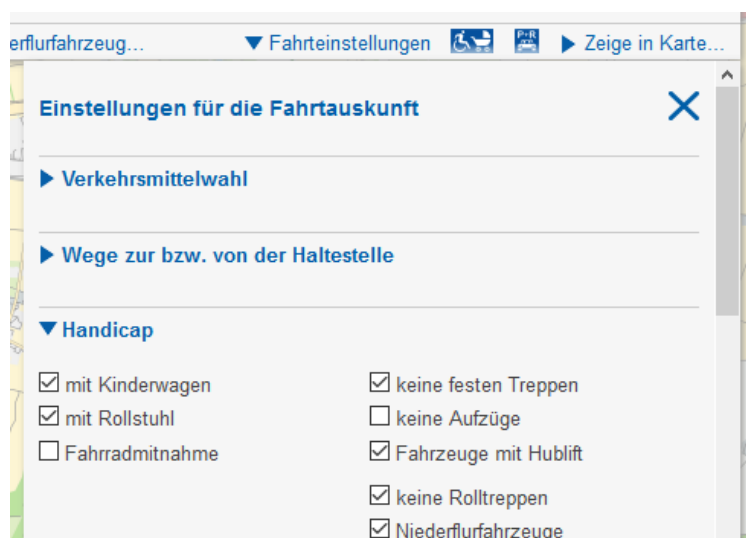 erflurfahrzeug... ▼ Fahrteinstellungen P+R ▶ Zeige in Karte...
Einstellungen für die Fahrtauskunft
▶ Verkehrsmittelwahl
▶ Wege zur bzw. von der Haltestelle
▼ Handicap
mit Kinderwagen
mit Rollstuhl
Fahrradmitnahme
keine festen Treppen
keine Aufzüge
Fahrzeuge mit Hublift
keine Rolltreppen
Niederflurfahrzeuge